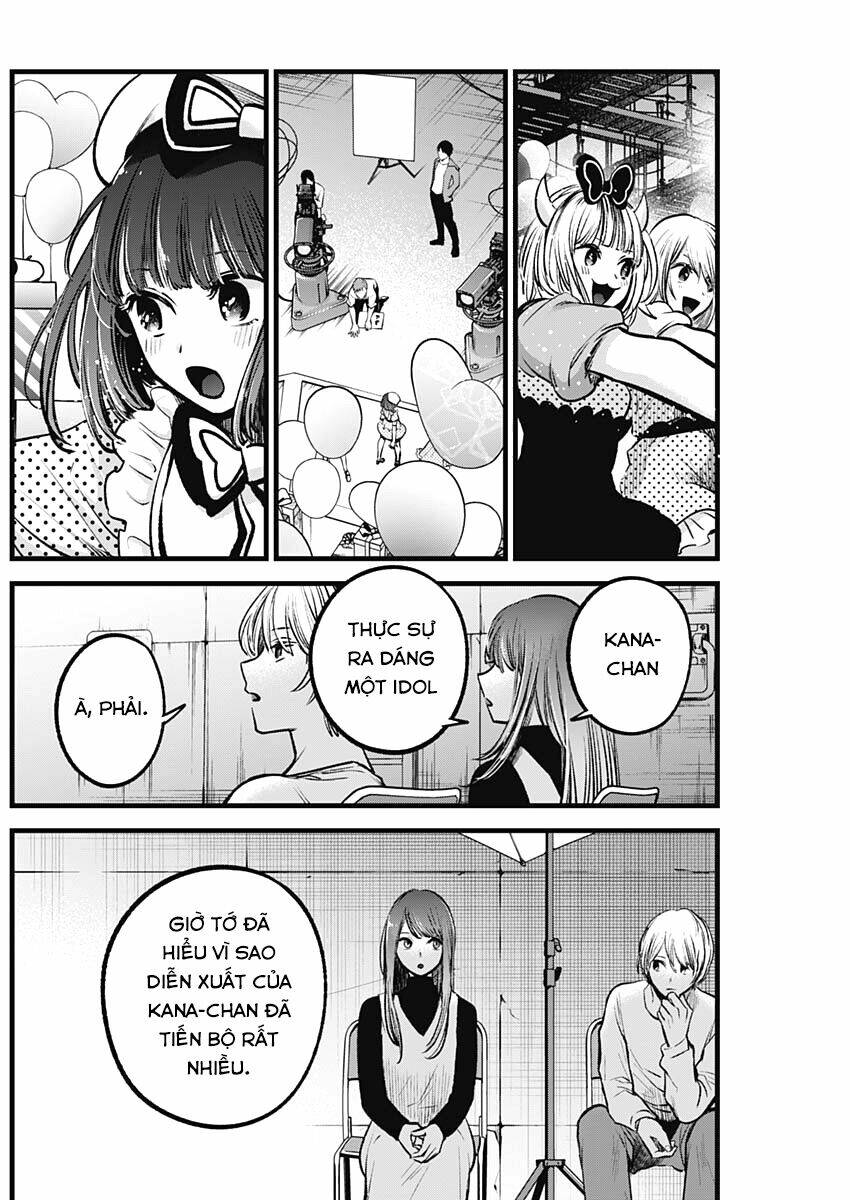 KANA-
CHAN
THỰC SỰ
RA DÁNG
MỘT IDOL
À, PHẢI.
GIỜ TỚ ĐÃ
HIỂU VÌ SAO
DIỄN XUẤT CỦA
KANA-CHAN ĐÃ
TIẾN BỘ RẤT
NHIỀU.